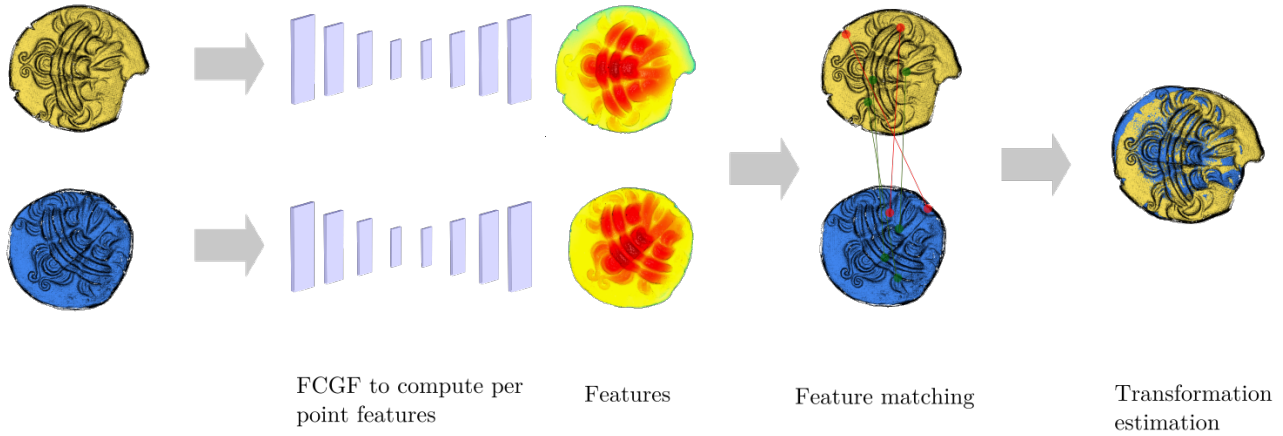 FCGF to compute per
point features
Features
Feature matching
Transformation
estimation